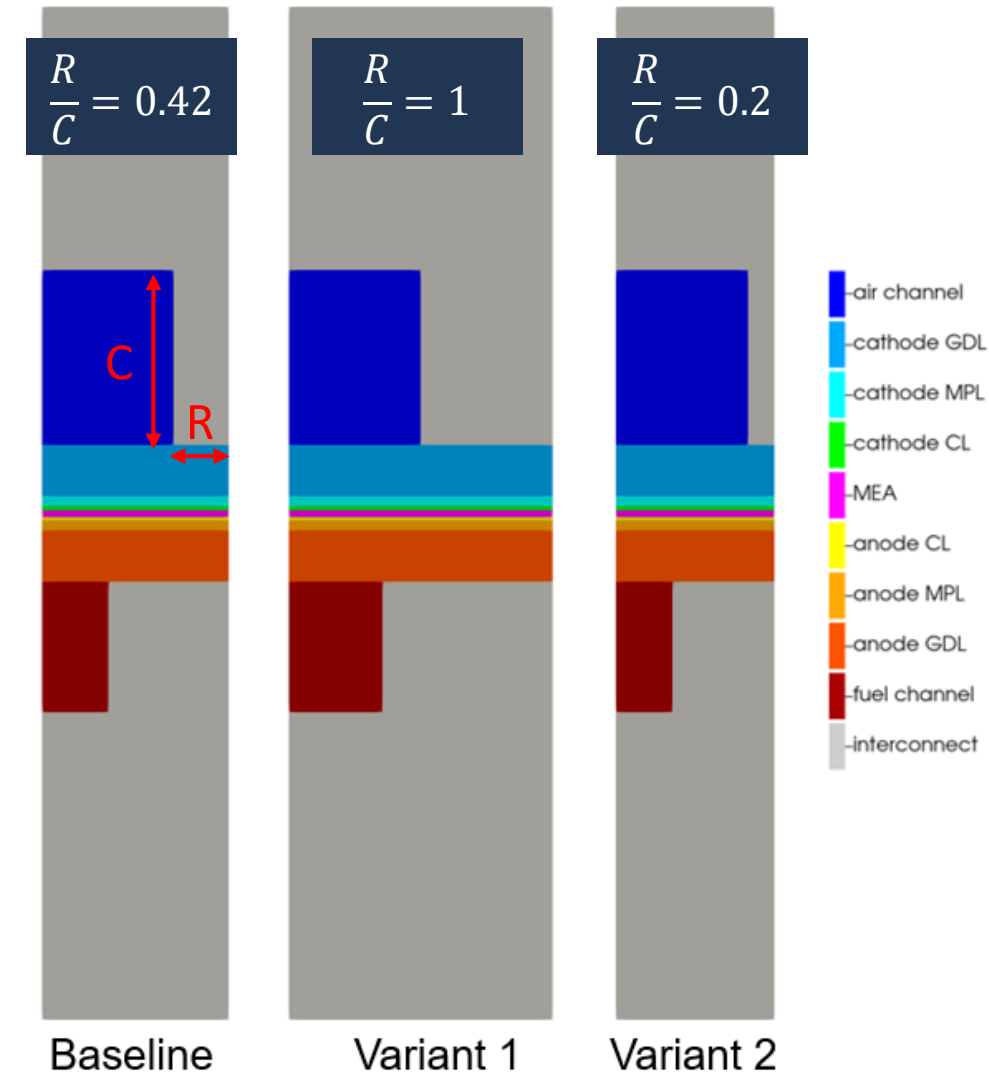 R/C = 0.42
R/C = 1
R/C = 0.2
C
R
air channel
cathode GDL
cathode MPL
cathode CL
MEA
anode CL
anode MPL
anode GDL
fuel channel
interconnect
Baseline
Variant 1
Variant 2